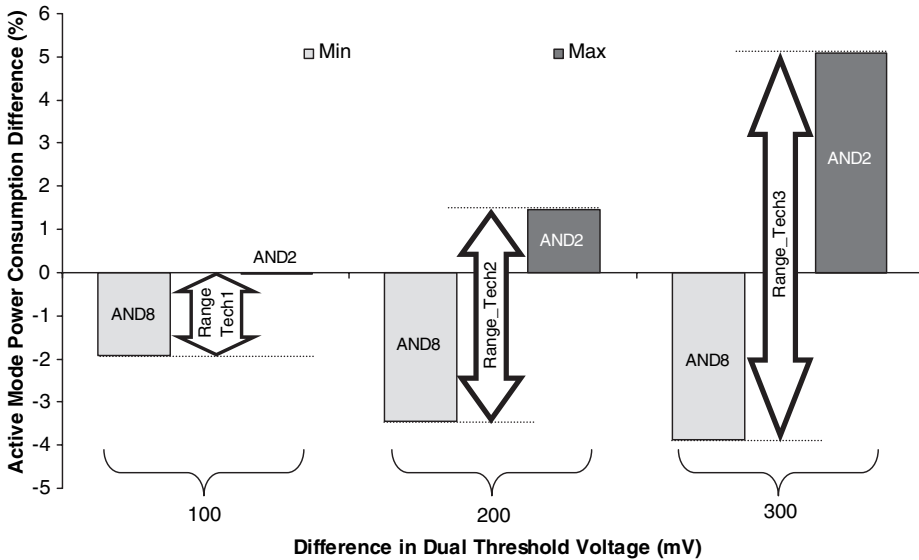 Active Mode Power Consumption Difference (%)
6
5
4
3
2
1
0
-1
-2
-3
-4
-5
Min
Max
AND8
Range
Tech1
AND2
AND8
Range_Tech2
AND2
AND8
Range_Tech3
AND2
100
200
300
Difference in Dual Threshold Voltage (mV)